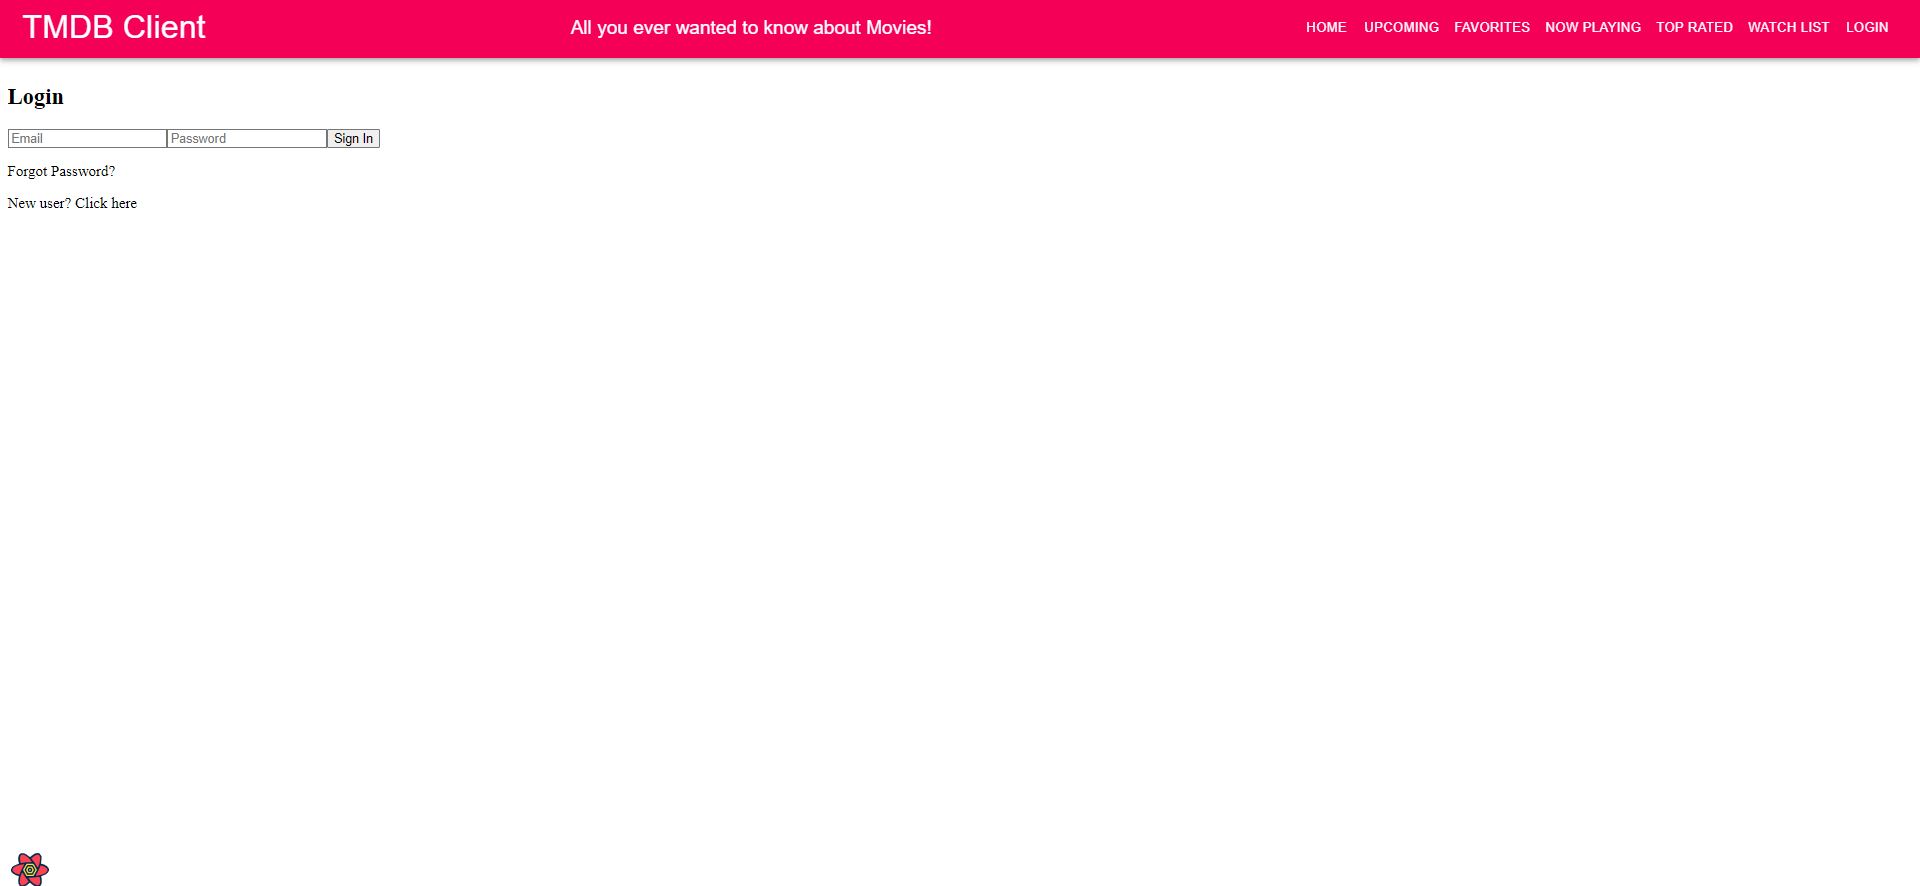 TMDB Client
All you ever wanted to know about Movies!
HOME UPCOMING FAVORITES NOW PLAYING TOP RATED WATCH LIST LOGIN
Login
Email Password Sign In
Forgot Password?
New user? Click here